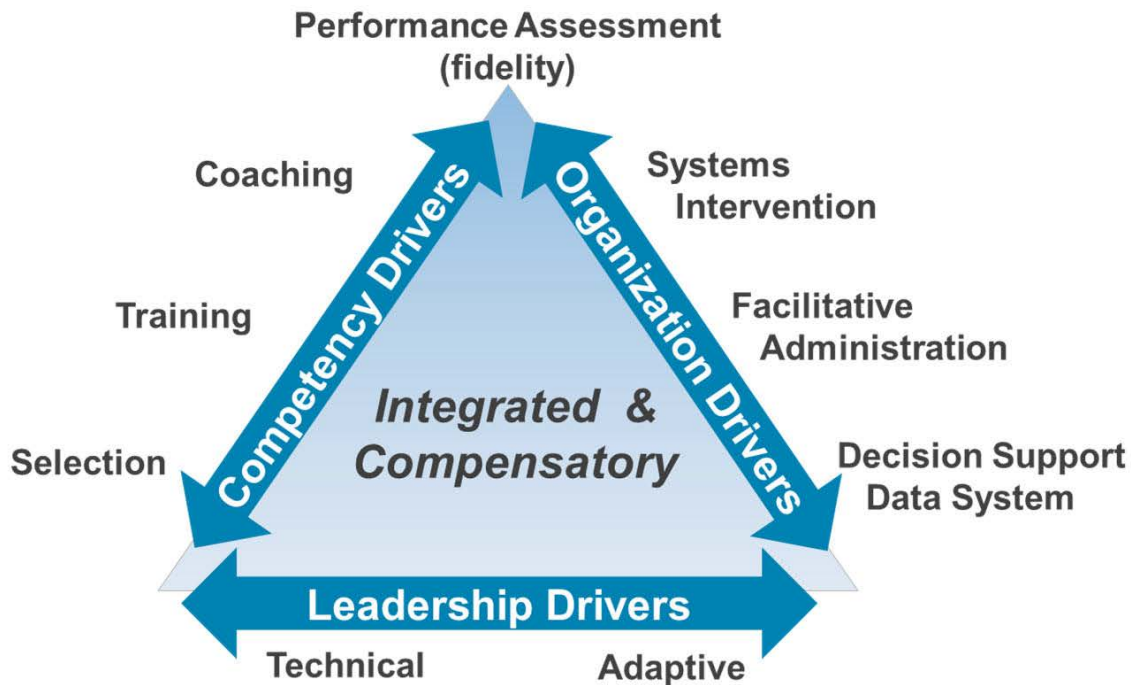 Performance Assessment
(fidelity)
Coaching
Training
Selection
Competency Drivers
Organization Drivers
Systems
Intervention
Facilitative
Administration
Decision Support
Data System
Integrated &
Compensatory
Leadership Drivers
Technical
Adaptive